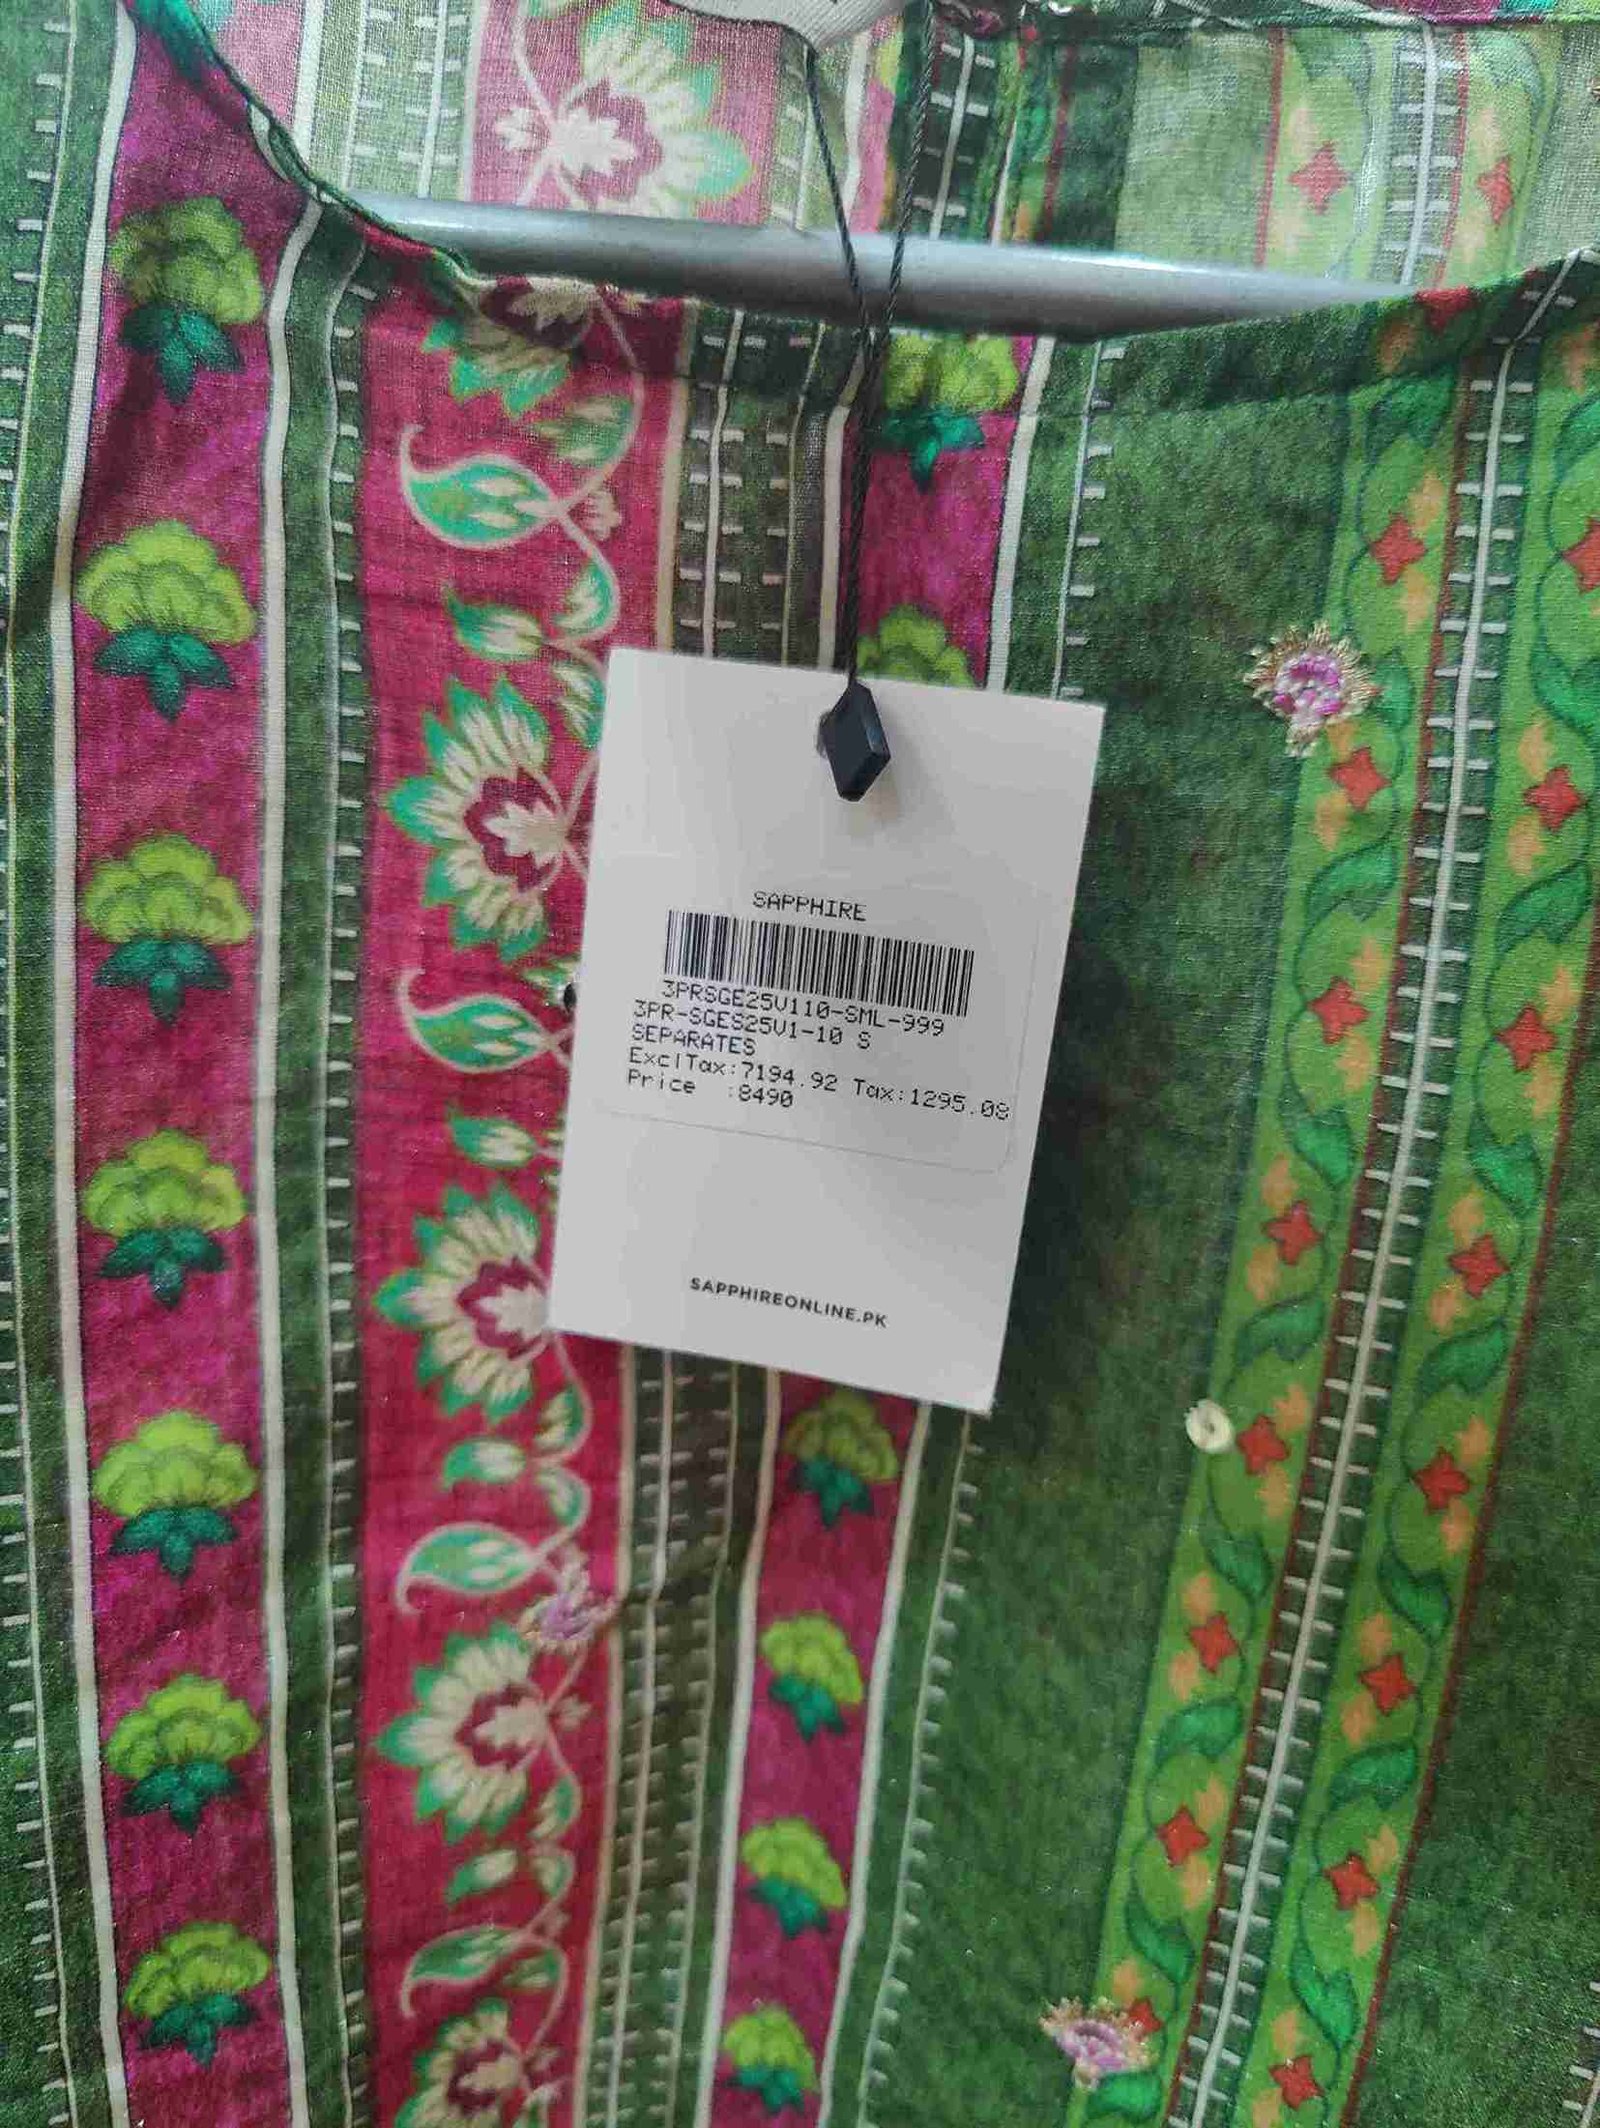 SAPPHIRE
3PRSGE25V110-SML-999
3PR-SGES25V1-10 S
SEPARATES
ExclTax:7194.92 Tax:1295.08
Price :8490
SAPPHIREONLINE.PK